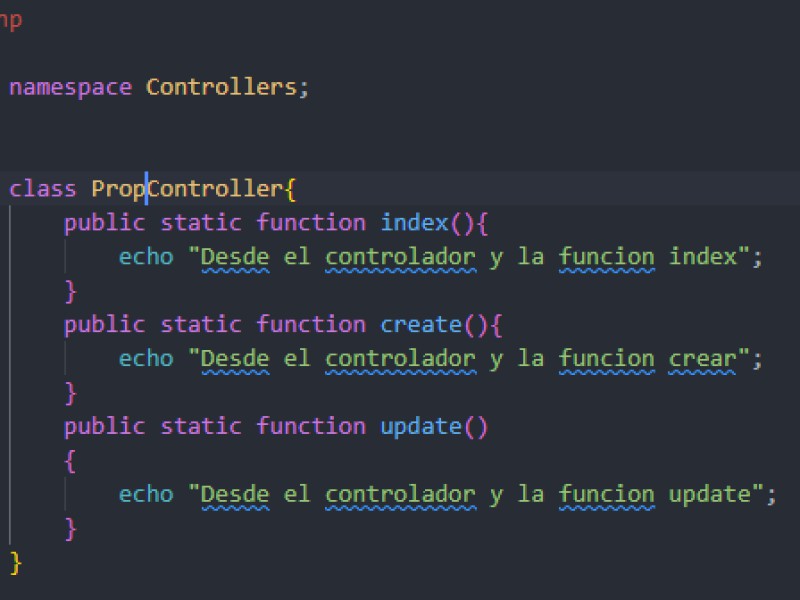 namespace Controllers;
class PropController{
public static function index(){
echo "Desde el controlador y la funcion index";
}
public static function create(){
echo "Desde el controlador y la funcion crear";
}
public static function update()
{
echo "Desde el controlador y la funcion update";
}
}